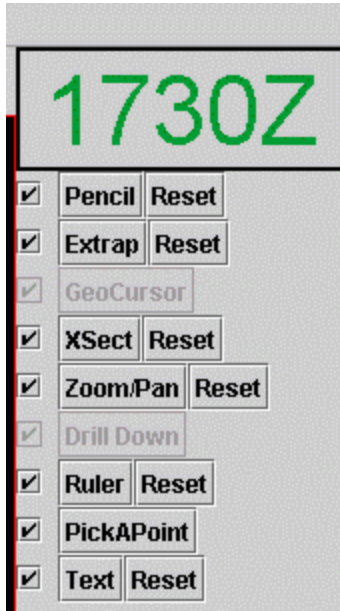 1730Z
Pencil Reset
Extrap Reset
GeoCursor
XSect Reset
Zoom/Pan Reset
Drill Down
Ruler Reset
PickAPoint
Text Reset